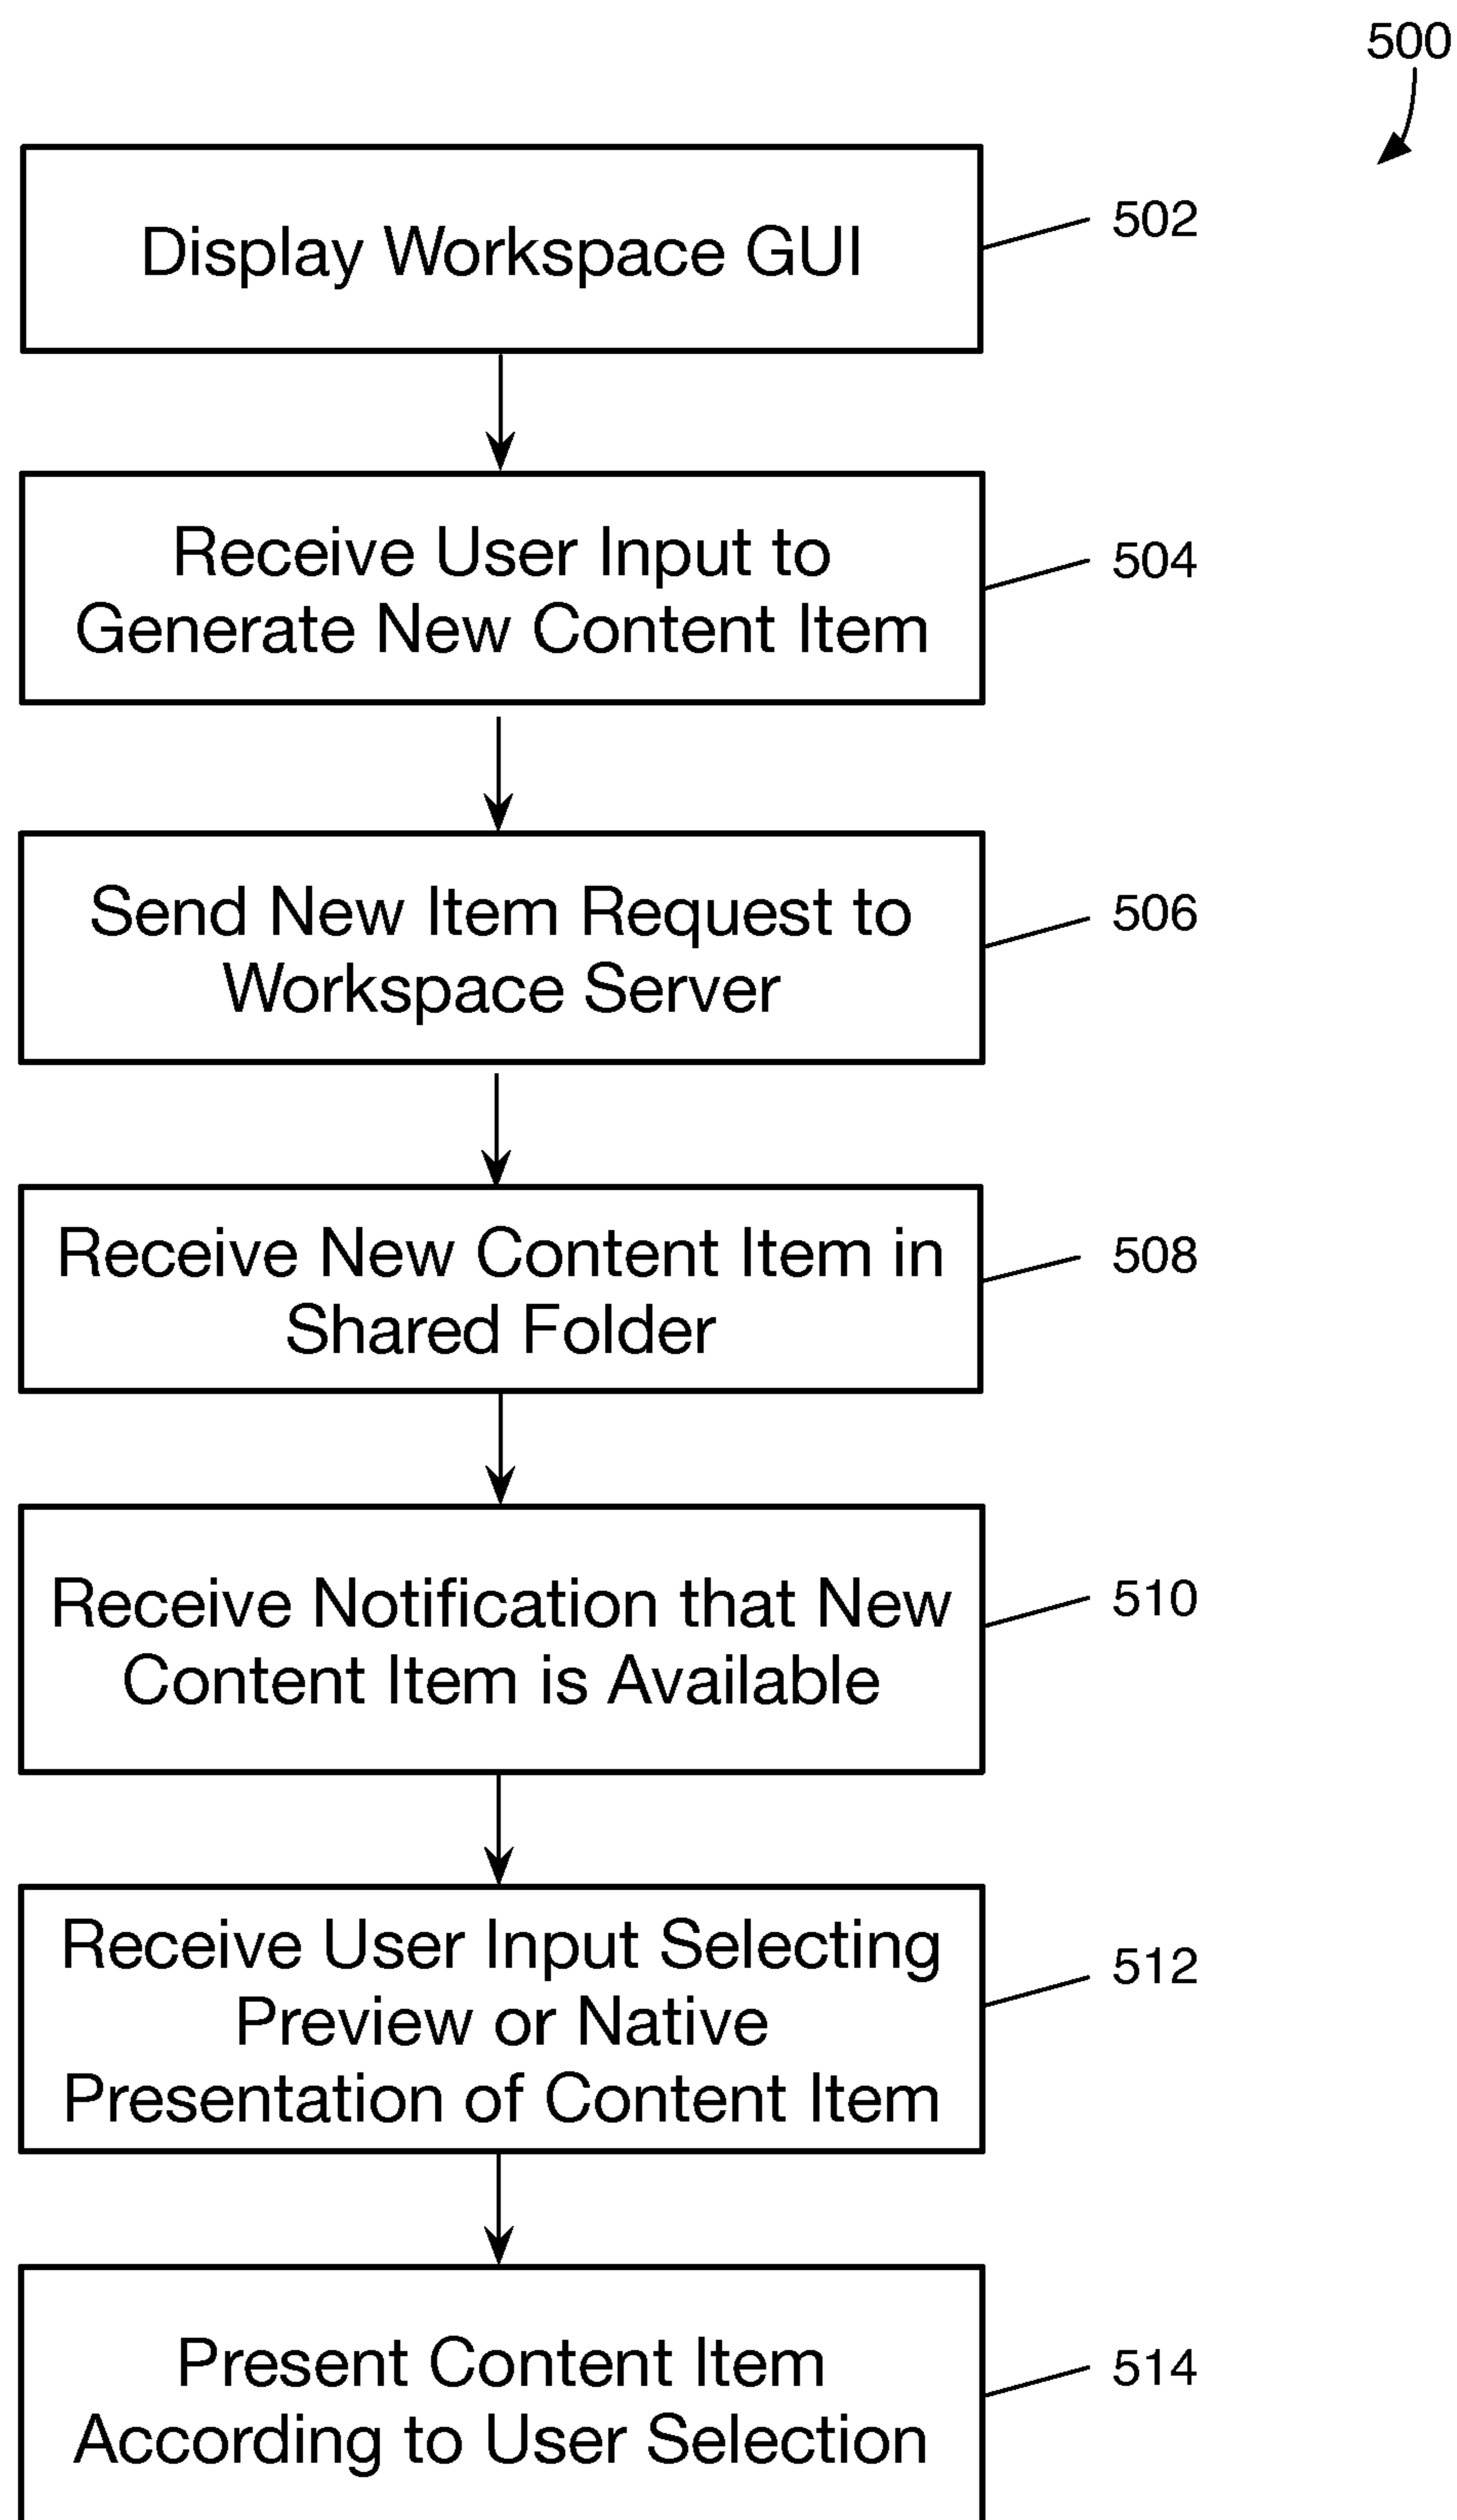 500
Display Workspace GUI
502
Receive User Input to
Generate New Content Item
504
Send New Item Request to
Workspace Server
506
Receive New Content Item in
Shared Folder
508
Receive Notification that New
Content Item is Available
510
Receive User Input Selecting
Preview or Native
Presentation of Content Item
512
Present Content Item
According to User Selection
514